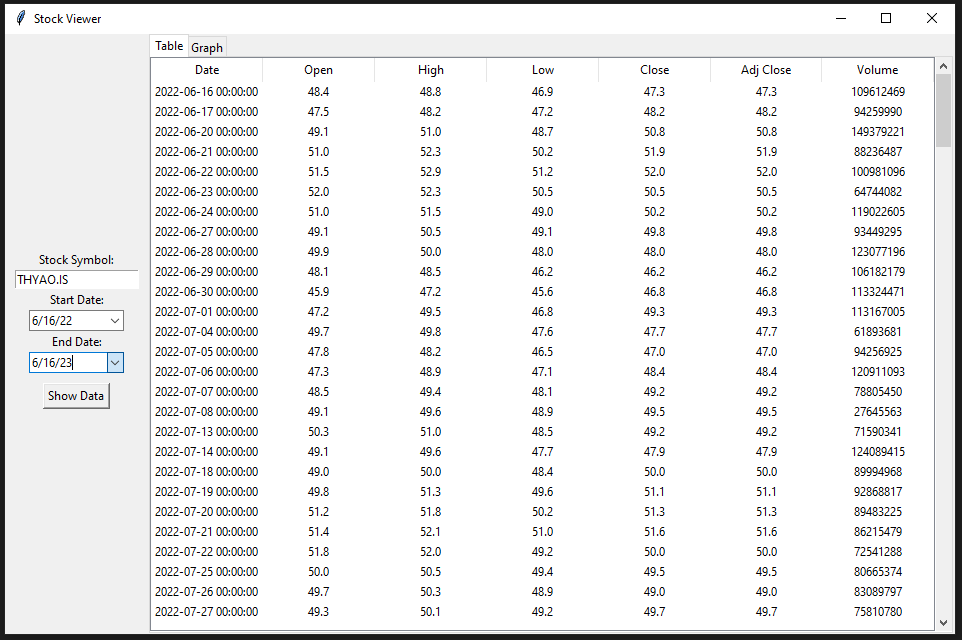 Stock Viewer
Table Graph
Stock Symbol:
THYAO.IS
Start Date:
6/16/22
End Date:
6/16/23
Show Data
Date Open High Low Close Adj Close Volume
2022-06-16 00:00:00 48.4 48.8 46.9 47.3 47.3 109612469
2022-06-17 00:00:00 47.5 48.2 47.2 48.2 48.2 94259990
2022-06-20 00:00:00 49.1 51.0 48.7 50.8 50.8 149379221
2022-06-21 00:00:00 51.0 52.3 50.2 51.9 51.9 88236487
2022-06-22 00:00:00 51.5 52.9 51.2 52.0 52.0 100981096
2022-06-23 00:00:00 52.0 52.3 50.5 50.5 50.5 64744082
2022-06-24 00:00:00 51.0 51.5 49.0 50.2 50.2 119022605
2022-06-27 00:00:00 49.1 50.5 49.1 49.8 49.8 93449295
2022-06-28 00:00:00 49.9 50.0 48.0 48.0 48.0 123077196
2022-06-29 00:00:00 48.1 48.5 46.2 46.2 46.2 106182179
2022-06-30 00:00:00 45.9 47.2 45.6 46.8 46.8 113324471
2022-07-01 00:00:00 47.2 49.5 46.8 49.3 49.3 113167005
2022-07-04 00:00:00 49.7 49.8 47.6 47.7 47.7 61893681
2022-07-05 00:00:00 47.8 48.2 46.5 47.0 47.0 94256925
2022-07-06 00:00:00 47.3 48.9 47.1 48.4 48.4 120911093
2022-07-07 00:00:00 48.5 49.4 48.1 49.2 49.2 78805450
2022-07-08 00:00:00 49.1 49.6 48.9 49.5 49.5 27645563
2022-07-13 00:00:00 50.3 51.0 48.5 49.2 49.2 71590341
2022-07-14 00:00:00 49.1 49.6 47.7 47.9 47.9 124089415
2022-07-18 00:00:00 49.0 50.0 48.4 50.0 50.0 89994968
2022-07-19 00:00:00 49.8 51.3 49.6 51.1 51.1 92868817
2022-07-20 00:00:00 51.2 51.8 50.2 51.3 51.3 89483225
2022-07-21 00:00:00 51.4 52.1 51.0 51.6 51.6 86215479
2022-07-22 00:00:00 51.8 52.0 49.2 50.0 50.0 72541288
2022-07-25 00:00:00 50.0 50.5 49.4 49.5 49.5 80665374
2022-07-26 00:00:00 49.7 50.3 48.9 49.0 49.0 83089797
2022-07-27 00:00:00 49.3 50.1 49.2 49.7 49.7 75810780